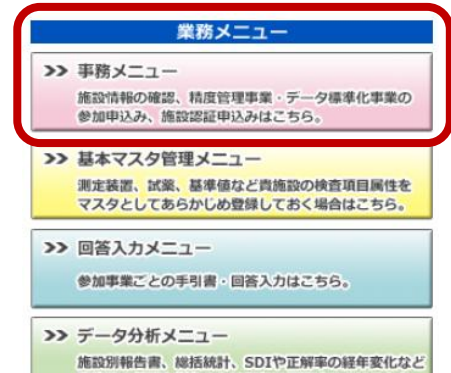 業務メニュー
>> 事務メニュー
施設情報の確認、精度管理事業・データ標準化事業の
参加申込み、施設認証申込みはこちら。
>> 基本マスタ管理メニュー
測定装置、試薬、基準値など貴施設の検査項目属性を
マスタとしてあらかじめ登録しておく場合はこちら。
>> 回答入力メニュー
参加事業ごとの手引書・回答入力はこちら。
>> データ分析メニュー
施設別報告書、総括統計、SDIや正解率の経年変化など